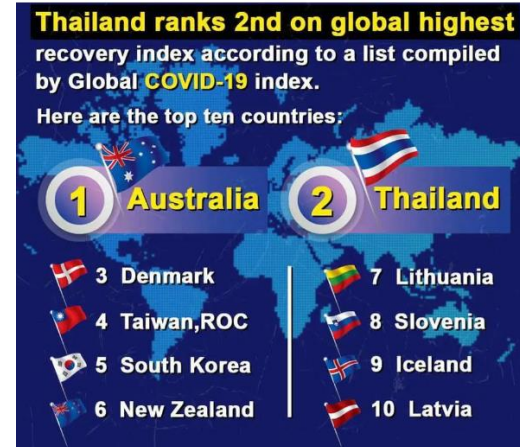 Thailand ranks 2nd on global highest
recovery index according to a list compiled
by Global COVID-19 index.
Here are the top ten countries:
1 Australia
2 Thailand
3 Denmark
4 Taiwan,ROC
5 South Korea
6 New Zealand
7 Lithuania
8 Slovenia
9 Iceland
10 Latvia